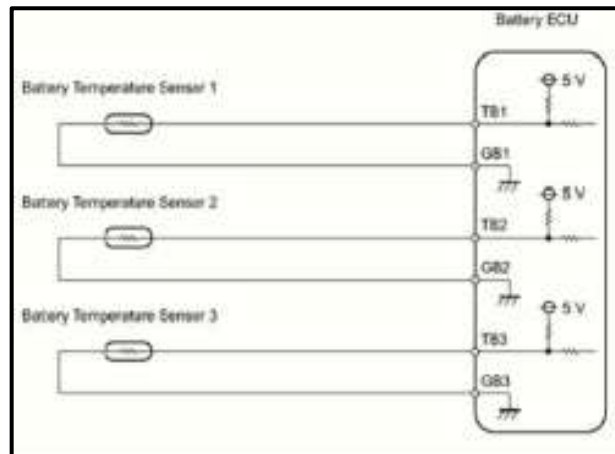 Battery ECU
Battery Temperature Sensor 1
5 V
TB1
GB1
Battery Temperature Sensor 2
5 V
TB2
GB2
Battery Temperature Sensor 3
5 V
TB3
GB3